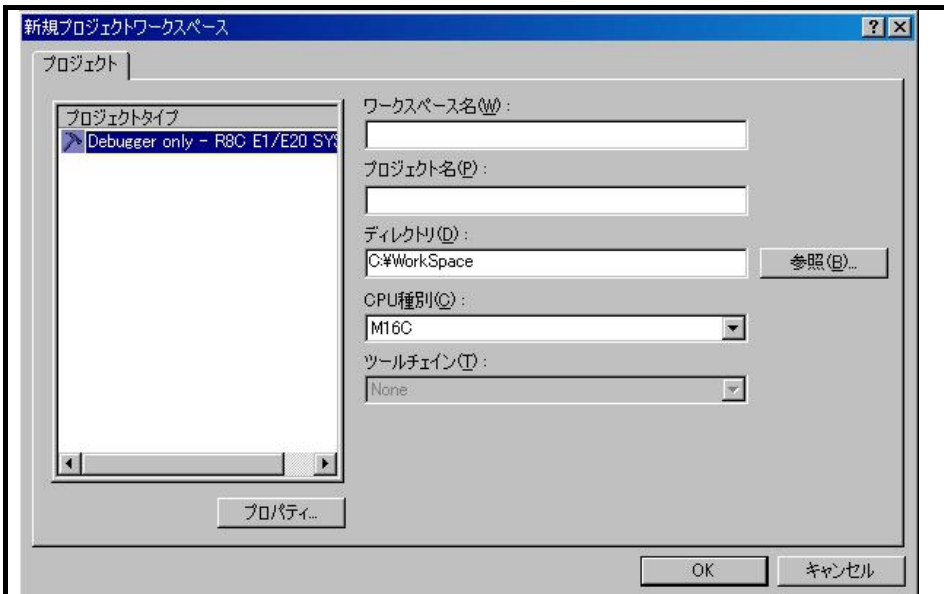 新規プロジェクトワークスペース
プロジェクト
プロジェクトタイプ
Debugger only - R8C E1/E20 SYS
ワークスペース名(W):
プロジェクト名(P):
ディレクトリ(D):
C:¥WorkSpace
参照(B)...
CPU種別(C):
M16C
ツールチェイン(T):
None
プロパティ...
OK
キャンセル